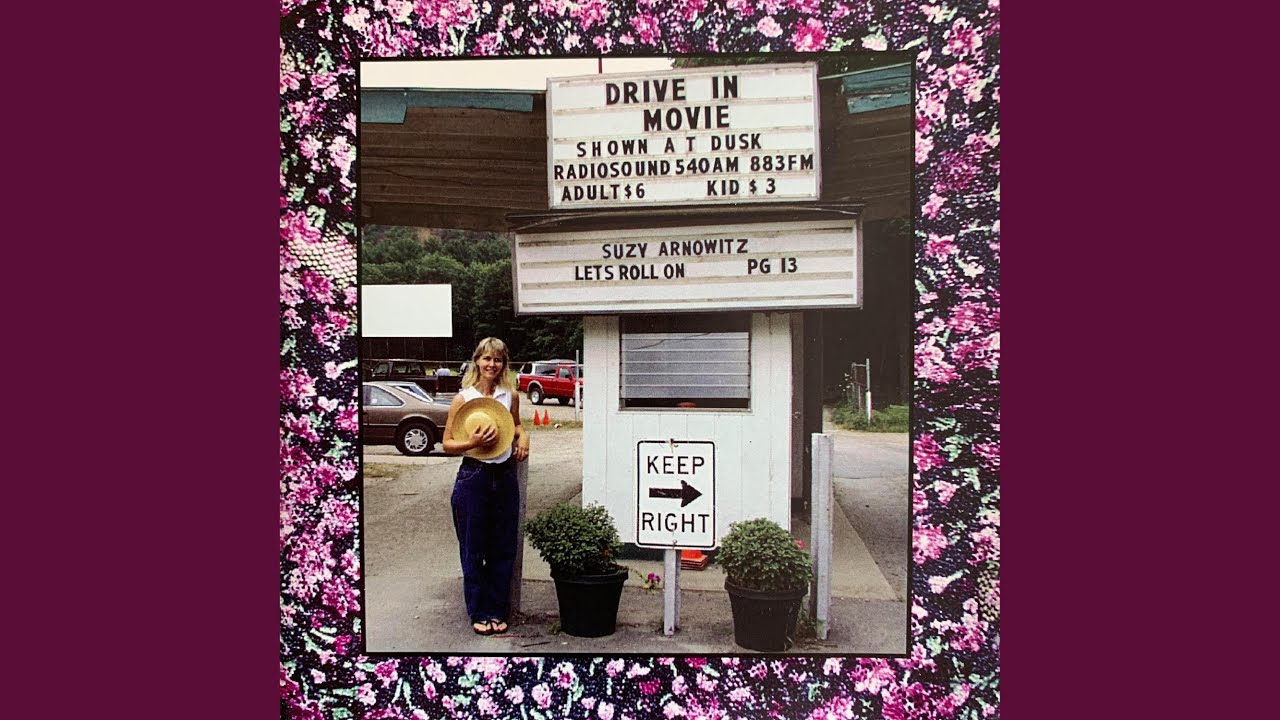 DRIVE IN
MOVIE
SHOWN AT DUSK
RADIOSOUND 540AM 883FM
ADULT $6 KID $ 3
SUZY ARNOWITZ
LETS ROLL ON PG 13
KEEP
RIGHT